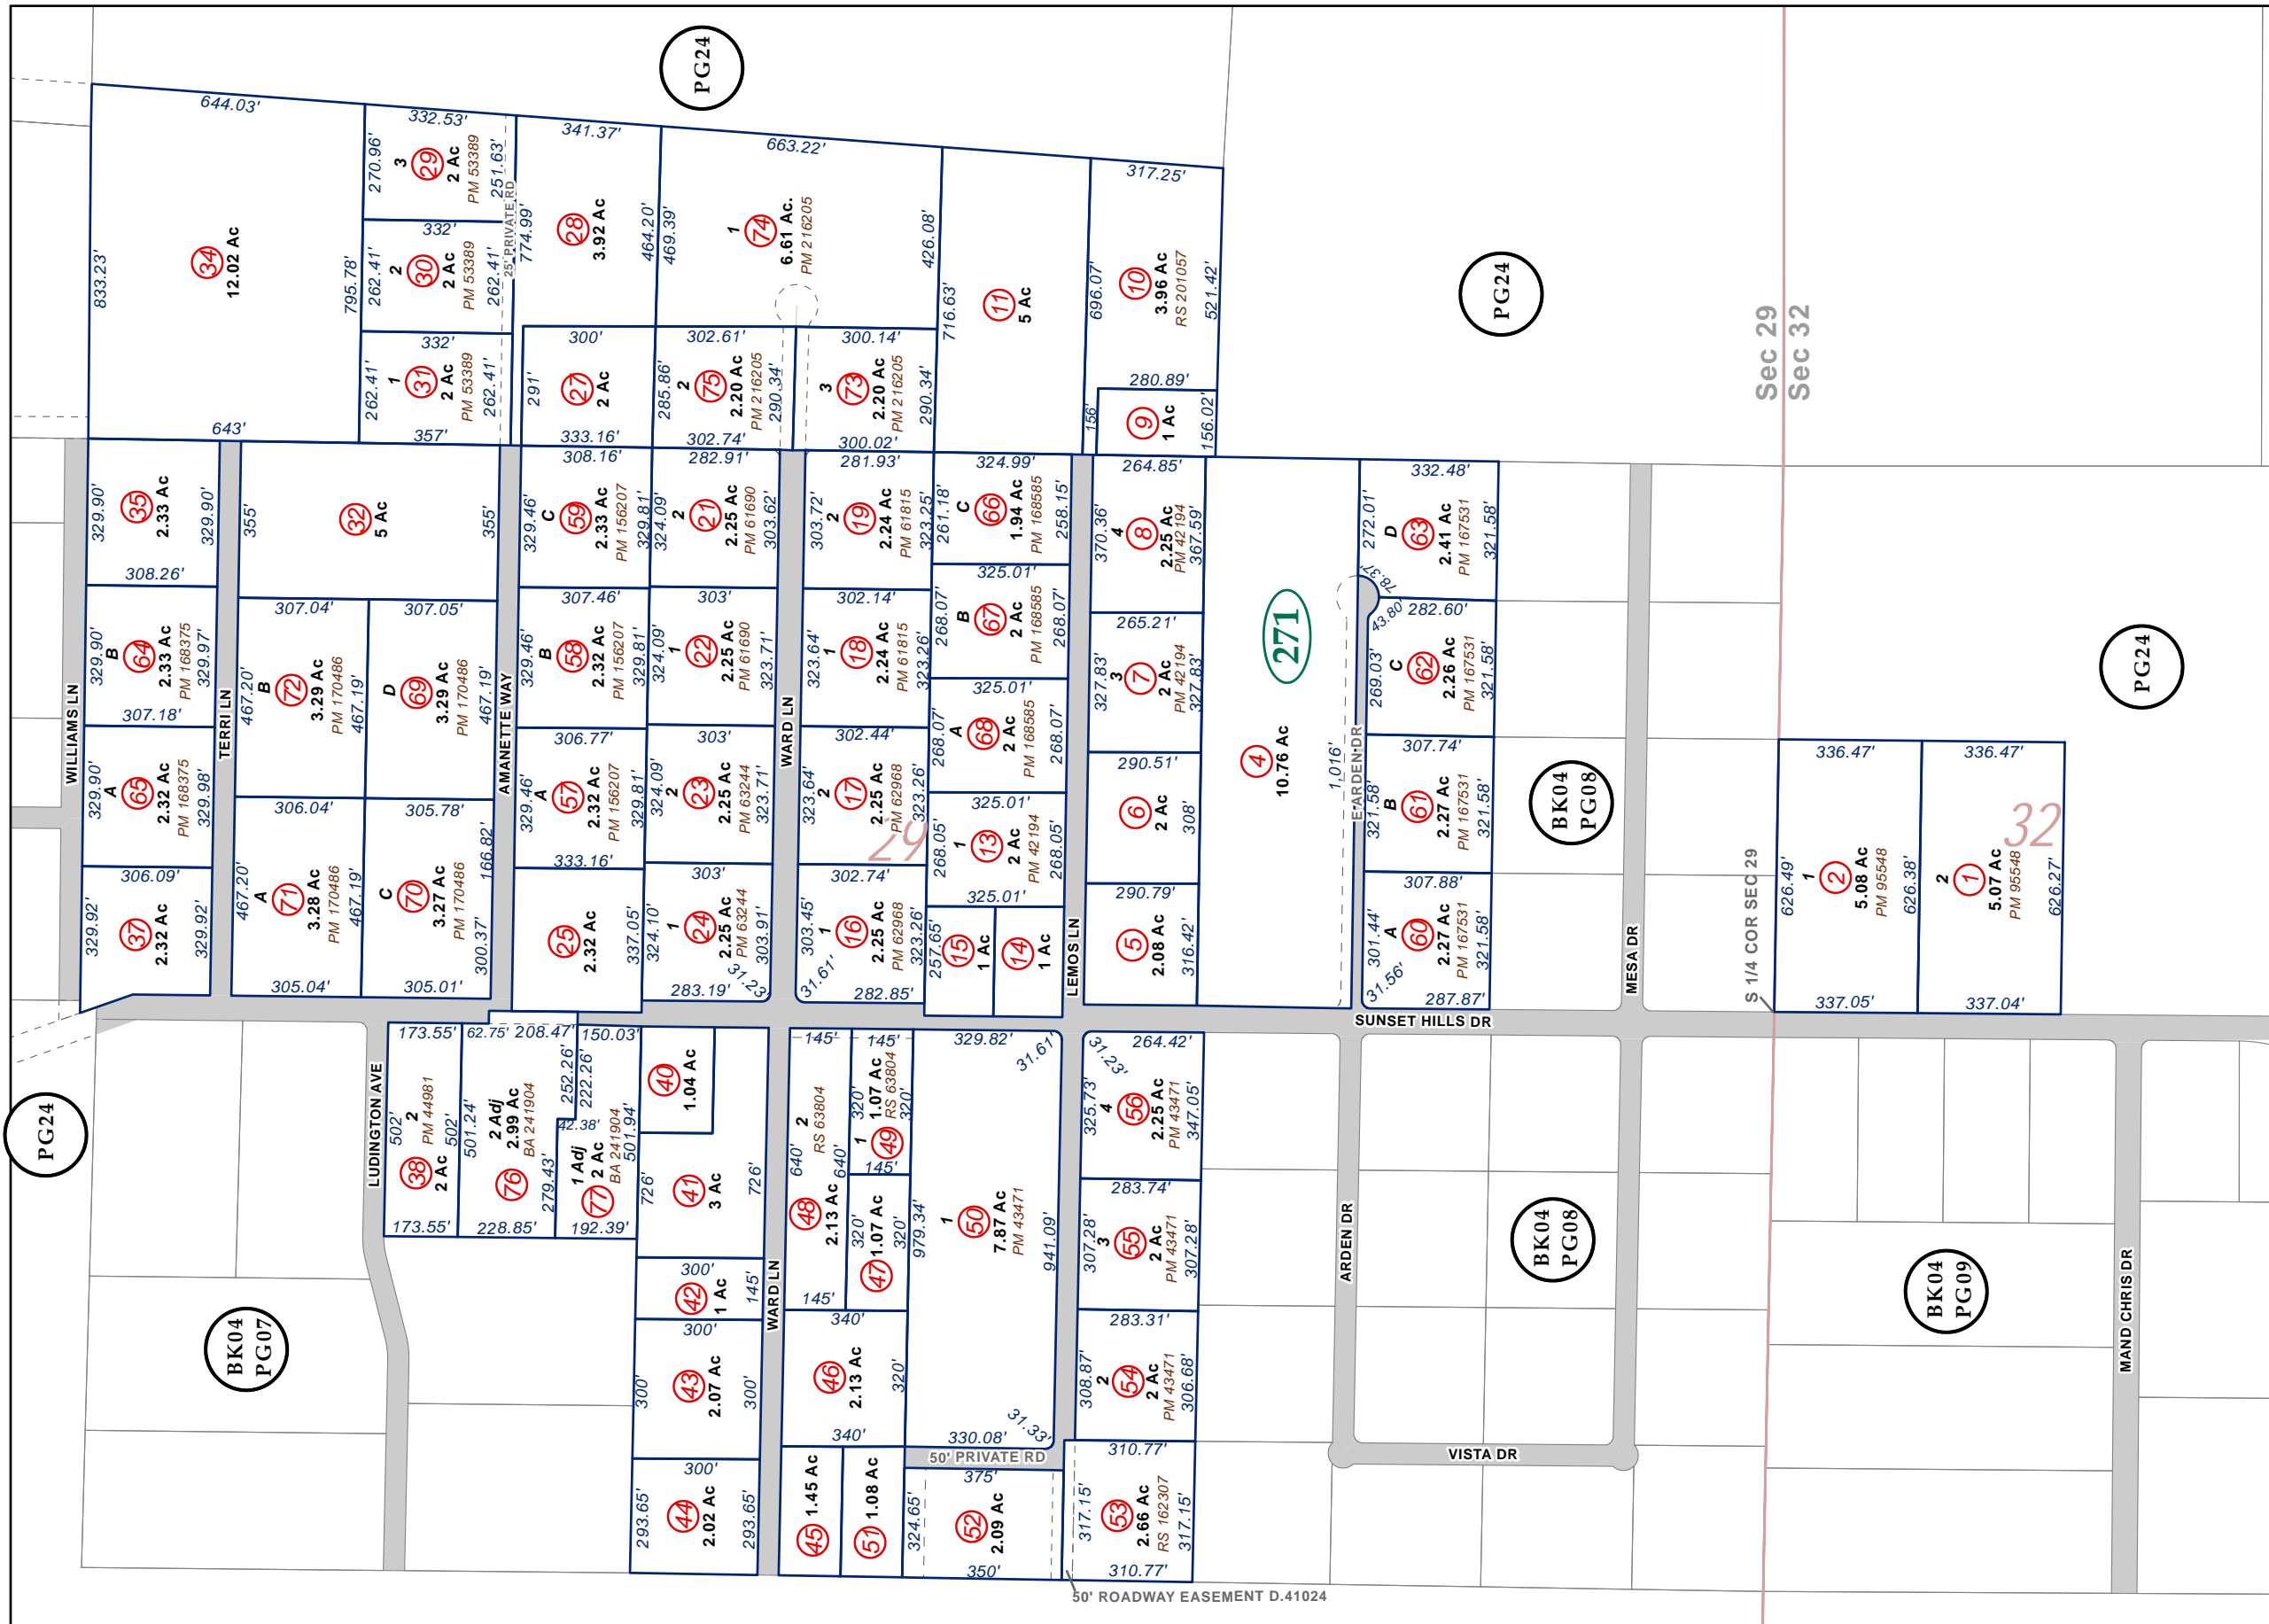 PG24
644.03'
833.23'
34
12.02 Ac
795.78'
643'
332.53'
270.96'
3
29
2 Ac
PM 53389
251.63'
25' PRIVATE RD
332'
262.41'
2
30
2 Ac
PM 53389
262.41'
332'
262.41'
1
31
2 Ac
PM 53389
262.41'
357'
341.37'
774.99'
28
3.92 Ac
464.20'
663.22'
469.39'
1
74
6.61 Ac.
PM 216205
426.08'
300'
291'
27
2 Ac
333.16'
302.61'
285.86'
2
75
2.20 Ac
PM 216205
290.34'
302.74'
300.14'
3
73
2.20 Ac
PM 216205
290.34'
300.02'
716.63'
11
5 Ac
317.25'
696.07'
10
3.96 Ac
RS 201057
521.42'
280.89'
156'
9
1 Ac
156.02'
PG24
Sec 29
Sec 32
WILLIAMS LN
329.90'
35
2.33 Ac
329.90'
308.26'
329.90'
B
64
2.33 Ac
PM 168375
329.97'
307.18'
329.90'
A
65
2.32 Ac
PM 168375
329.98'
306.09'
329.92'
37
2.32 Ac
329.92'
TERRI LN
355'
32
5 Ac
355'
307.04'
467.20'
B
72
3.29 Ac
PM 170486
467.19'
307.05'
D
69
3.29 Ac
PM 170486
467.19'
306.04'
467.20'
A
71
3.28 Ac
PM 170486
467.19'
305.04'
305.78'
C
70
3.27 Ac
PM 170486
166.82'
300.37'
305.01'
AMANETTE WAY
308.16'
329.46'
C
59
2.33 Ac
PM 156207
329.81'
307.46'
329.46'
B
58
2.32 Ac
PM 156207
329.81'
306.77'
329.46'
A
57
2.32 Ac
PM 156207
329.81'
333.16'
25
2.32 Ac
337.05'
282.91'
324.09'
2
21
2.25 Ac
PM 61690
303.62'
303'
324.09'
1
22
2.25 Ac
PM 61690
323.71'
303'
324.09'
2
23
2.25 Ac
PM 63244
323.71'
303'
324.10'
1
24
2.25 Ac
PM 63244
303.91'
31.23'
283.19'
WARD LN
281.93'
303.72'
2
19
2.24 Ac
PM 61815
323.25'
302.14'
323.64'
1
18
2.24 Ac
PM 61815
323.26'
302.44'
323.64'
2
17
2.25 Ac
PM 62968
323.26'
29
302.74'
303.45'
1
16
2.25 Ac
PM 62968
323.26'
31.61'
282.85'
324.99'
261.18'
C
66
1.94 Ac
PM 168585
258.15'
325.01'
268.07'
B
67
2 Ac
PM 168585
268.07'
325.01'
268.07'
A
68
2 Ac
PM 168585
268.07'
325.01'
268.05'
1
13
2 Ac
PM 42194
268.05'
325.01'
257.65'
15
1 Ac
14
1 Ac
LEMOS LN
264.85'
370.36'
4
8
2.25 Ac
PM 42194
367.59'
265.21'
327.83'
3
7
2 Ac
PM 42194
327.83'
290.51'
6
2 Ac
308'
290.79'
5
2.08 Ac
316.42'
271
4
10.76 Ac
1,016'
E ARDEN DR
332.48'
272.01'
D
63
2.41 Ac
PM 167531
321.58'
78.37'
43.80'
282.60'
269.03'
C
62
2.26 Ac
PM 167531
321.58'
307.74'
321.58'
B
61
2.27 Ac
PM 167531
321.58'
307.88'
301.44'
A
60
2.27 Ac
PM 167531
321.58'
31.56'
287.87'
BK04
PG08
MESA DR
S 1/4 COR SEC 29
PG24
336.47'
626.49'
1
2
5.08 Ac
PM 95548
626.38'
337.05'
336.47'
2
1
5.07 Ac
PM 95548
626.27'
32
337.04'
SUNSET HILLS DR
PG24
LUDINGTON AVE
173.55'
502'
2
PM 44981
38
2 Ac
502'
173.55'
62.75'
208.47'
501.24'
2 Adj
2.99 Ac
BA 241904
76
252.26'
279.43'
228.85'
150.03'
222.26'
42.38'
1 Adj
2 Ac
77
BA 241904
501.94'
192.39'
40
1.04 Ac
726'
41
3 Ac
726'
300'
42
1 Ac
145'
300'
300'
43
2.07 Ac
300'
300'
293.65'
44
2.02 Ac
293.65'
WARD LN
145'
2
RS 63804
640'
48
2.13 Ac
640'
145'
145'
320'
1.07 Ac
RS 63804
1
49
320'
145'
320'
1.07 Ac
47
320'
340'
46
2.13 Ac
320'
340'
45
1.45 Ac
51
1.08 Ac
329.82'
31.61'
979.34'
1
50
7.87 Ac
PM 43471
941.09'
31.33'
330.08'
50' PRIVATE RD
375'
324.65'
52
2.09 Ac
350'
31.23'
264.42'
325.73'
4
56
2.25 Ac
PM 43471
347.05'
283.74'
307.28'
3
55
2 Ac
PM 43471
307.28'
283.31'
308.87'
2
54
2 Ac
PM 43471
306.68'
310.77'
317.15'
53
2.66 Ac
RS 162307
317.15'
310.77'
50' ROADWAY EASEMENT D.41024
ARDEN DR
VISTA DR
BK04
PG07
BK04
PG08
BK04
PG09
MAND CHRIS DR